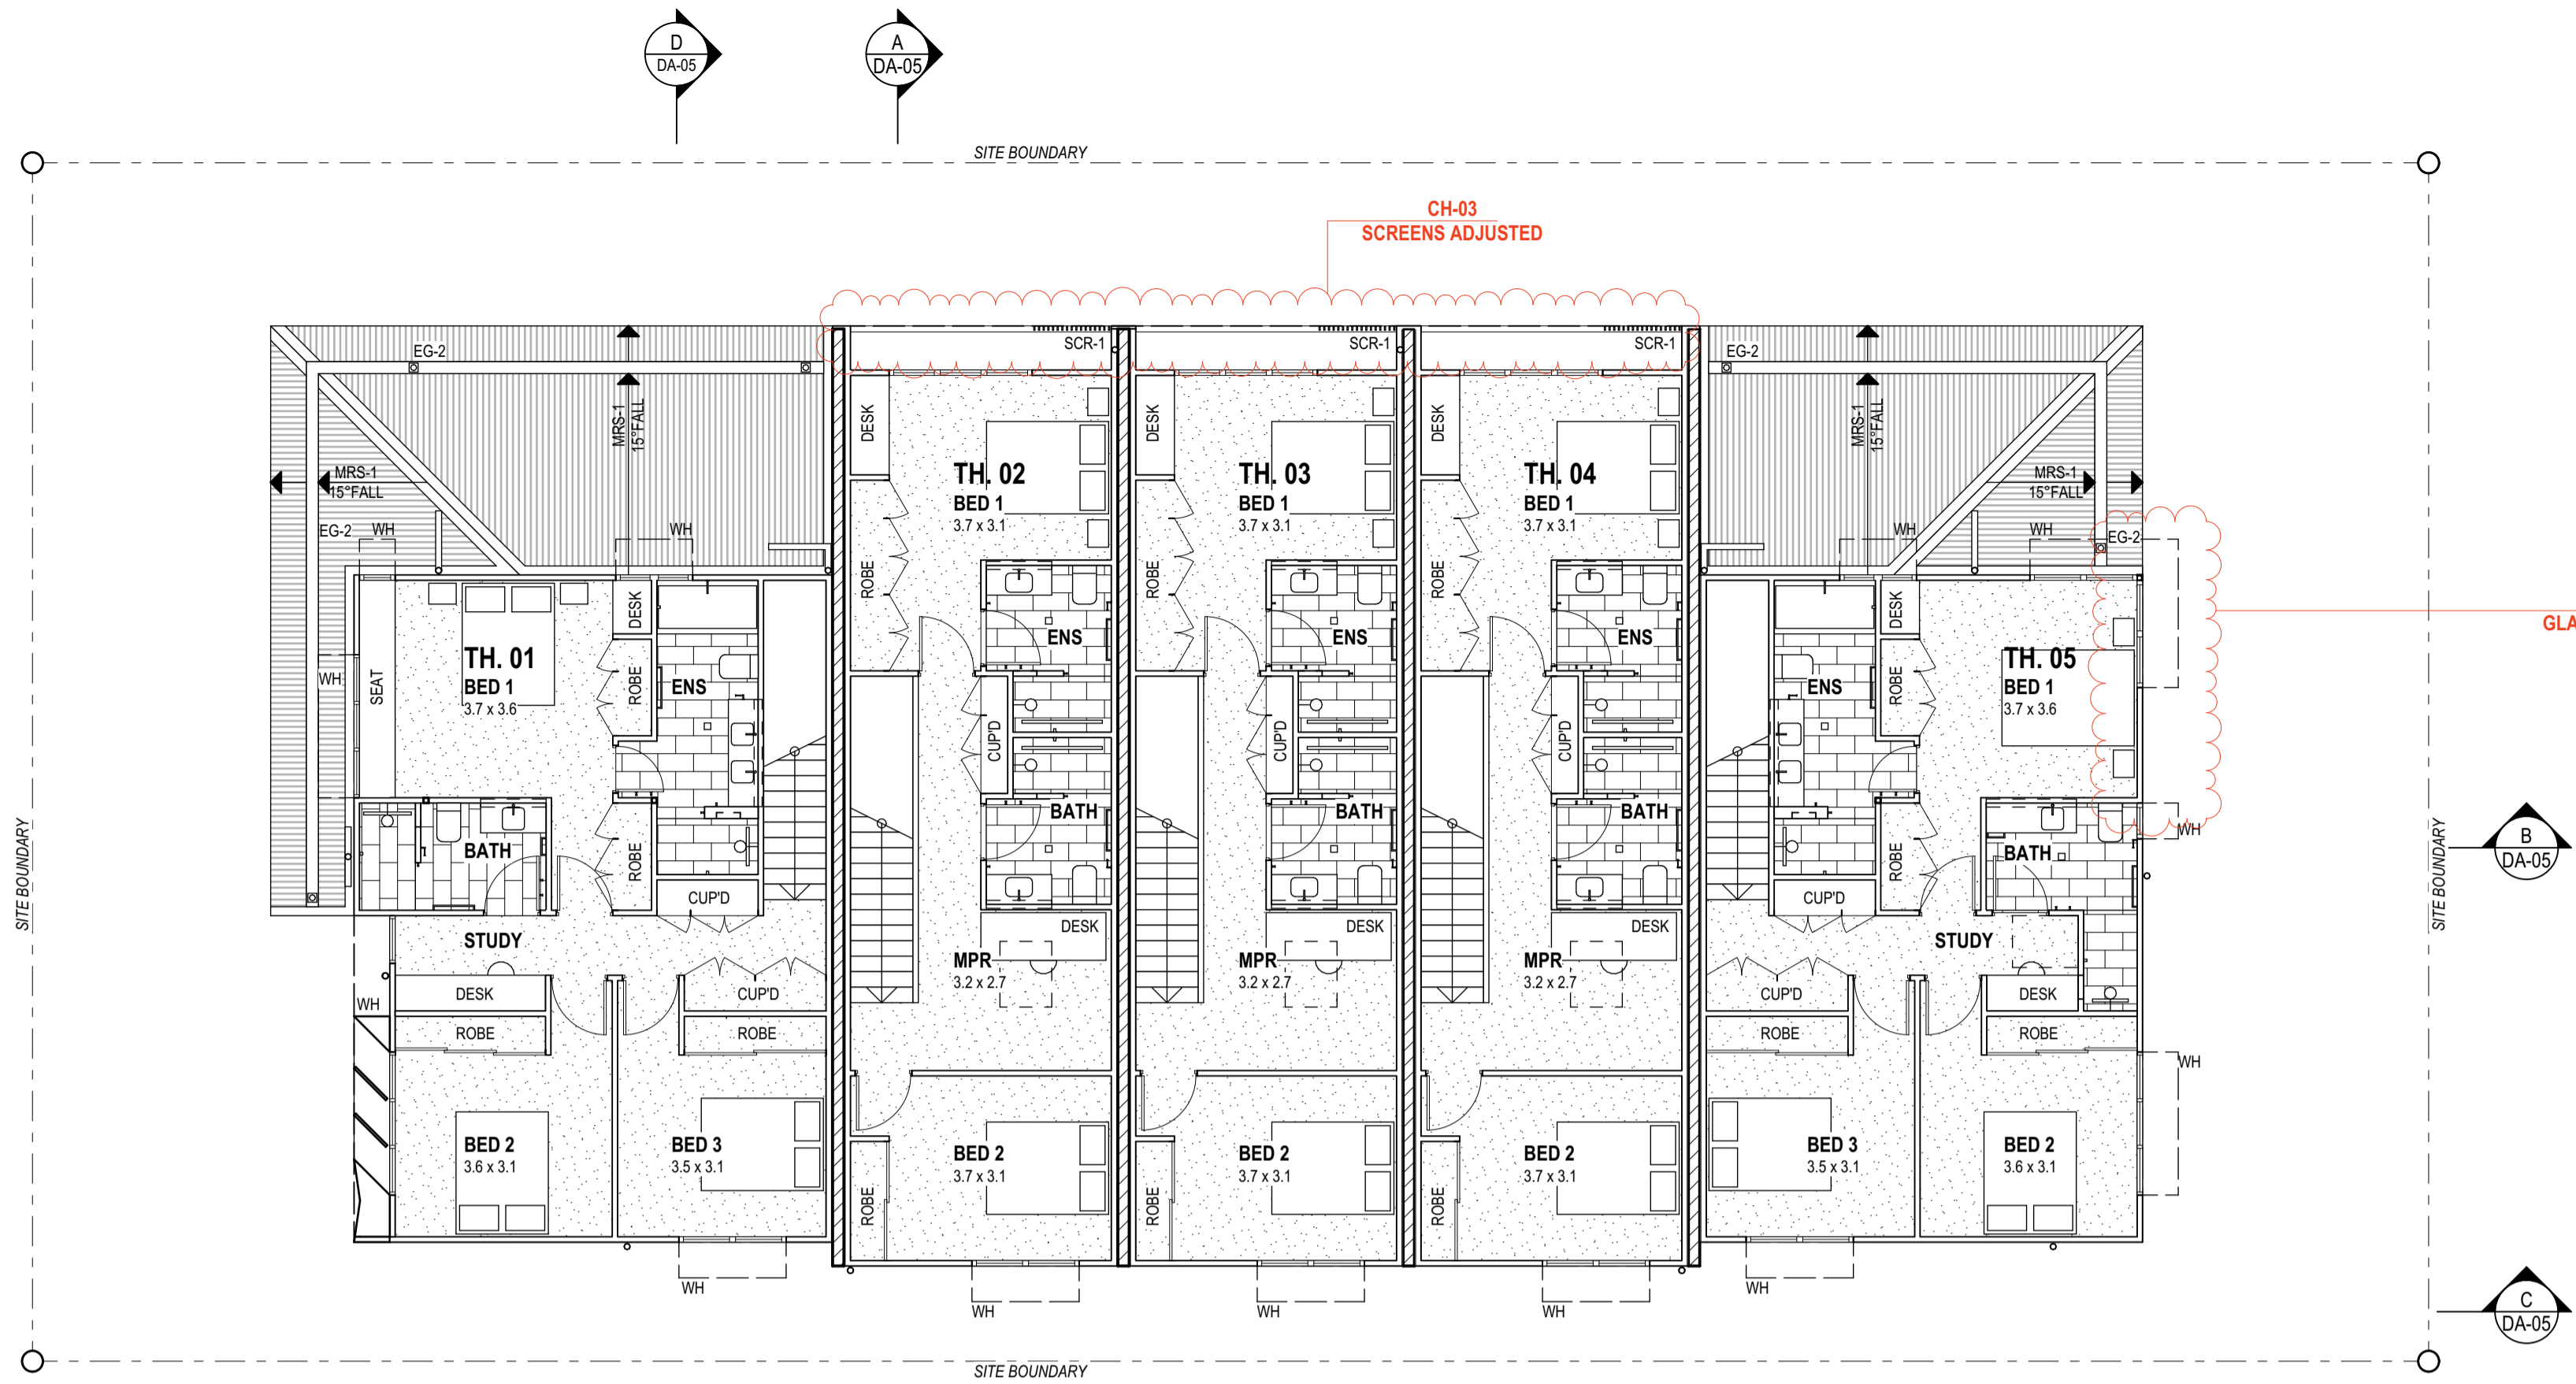 D
DA-05
A
DA-05
SITE BOUNDARY
CH-03
SCREENS ADJUSTED
EG-2
SCR-1
SCR-1
SCR-1
EG-2
MRS-1
15°FALL
DESK
DESK
DESK
MRS-1
15°FALL
MRS-1
15°FALL
TH. 02
BED 1
3.7 x 3.1
TH. 03
BED 1
3.7 x 3.1
TH. 04
BED 1
3.7 x 3.1
MRS-1
15°FALL
EG-2
WH
WH
ROBE
ROBE
ROBE
WH
WH
EG-2
DESK
ENS
ENS
ENS
DESK
GLA
TH. 01
BED 1
3.7 x 3.6
WH
SEAT
ROBE
ENS
ENS
ROBE
TH. 05
BED 1
3.7 x 3.6
CUP'D
CUP'D
CUP'D
BATH
BATH
BATH
WH
BATH
ROBE
ROBE
BATH
SITE BOUNDARY
SITE BOUNDARY
B
DA-05
CUP'D
CUP'D
STUDY
DESK
DESK
DESK
STUDY
MPR
3.2 x 2.7
MPR
3.2 x 2.7
MPR
3.2 x 2.7
WH
DESK
CUP'D
CUP'D
DESK
ROBE
ROBE
ROBE
ROBE
WH
BED 2
3.6 x 3.1
BED 3
3.5 x 3.1
BED 2
3.7 x 3.1
BED 2
3.7 x 3.1
BED 2
3.7 x 3.1
BED 3
3.5 x 3.1
BED 2
3.6 x 3.1
ROBE
ROBE
ROBE
WH
WH
WH
WH
WH
C
DA-05
SITE BOUNDARY